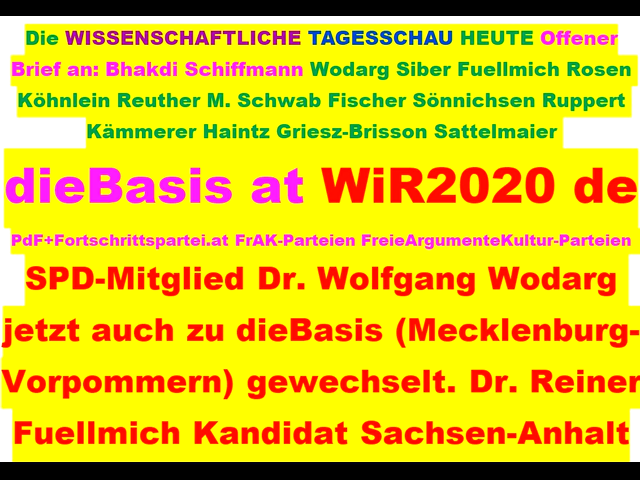 Die WISSENSCHAFTLICHE TAGESSCHAU HEUTE Offener
Brief an: Bhakdi Schiffmann Wodarg Siber Fuellmich Rosen
Köhnlein Reuther M. Schwab Fischer Sönnichsen Ruppert
Kämmerer Haintz Griesz-Brisson Sattelmaier
dieBasis at WiR2020 de
PdF+Fortschrittspartei.at FrAK-Parteien FreieArgumenteKultur-Parteien
SPD-Mitglied Dr. Wolfgang Wodarg
jetzt auch zu dieBasis (Mecklenburg-
Vorpommern) gewechselt. Dr. Reiner
Fuellmich Kandidat Sachsen-Anhalt